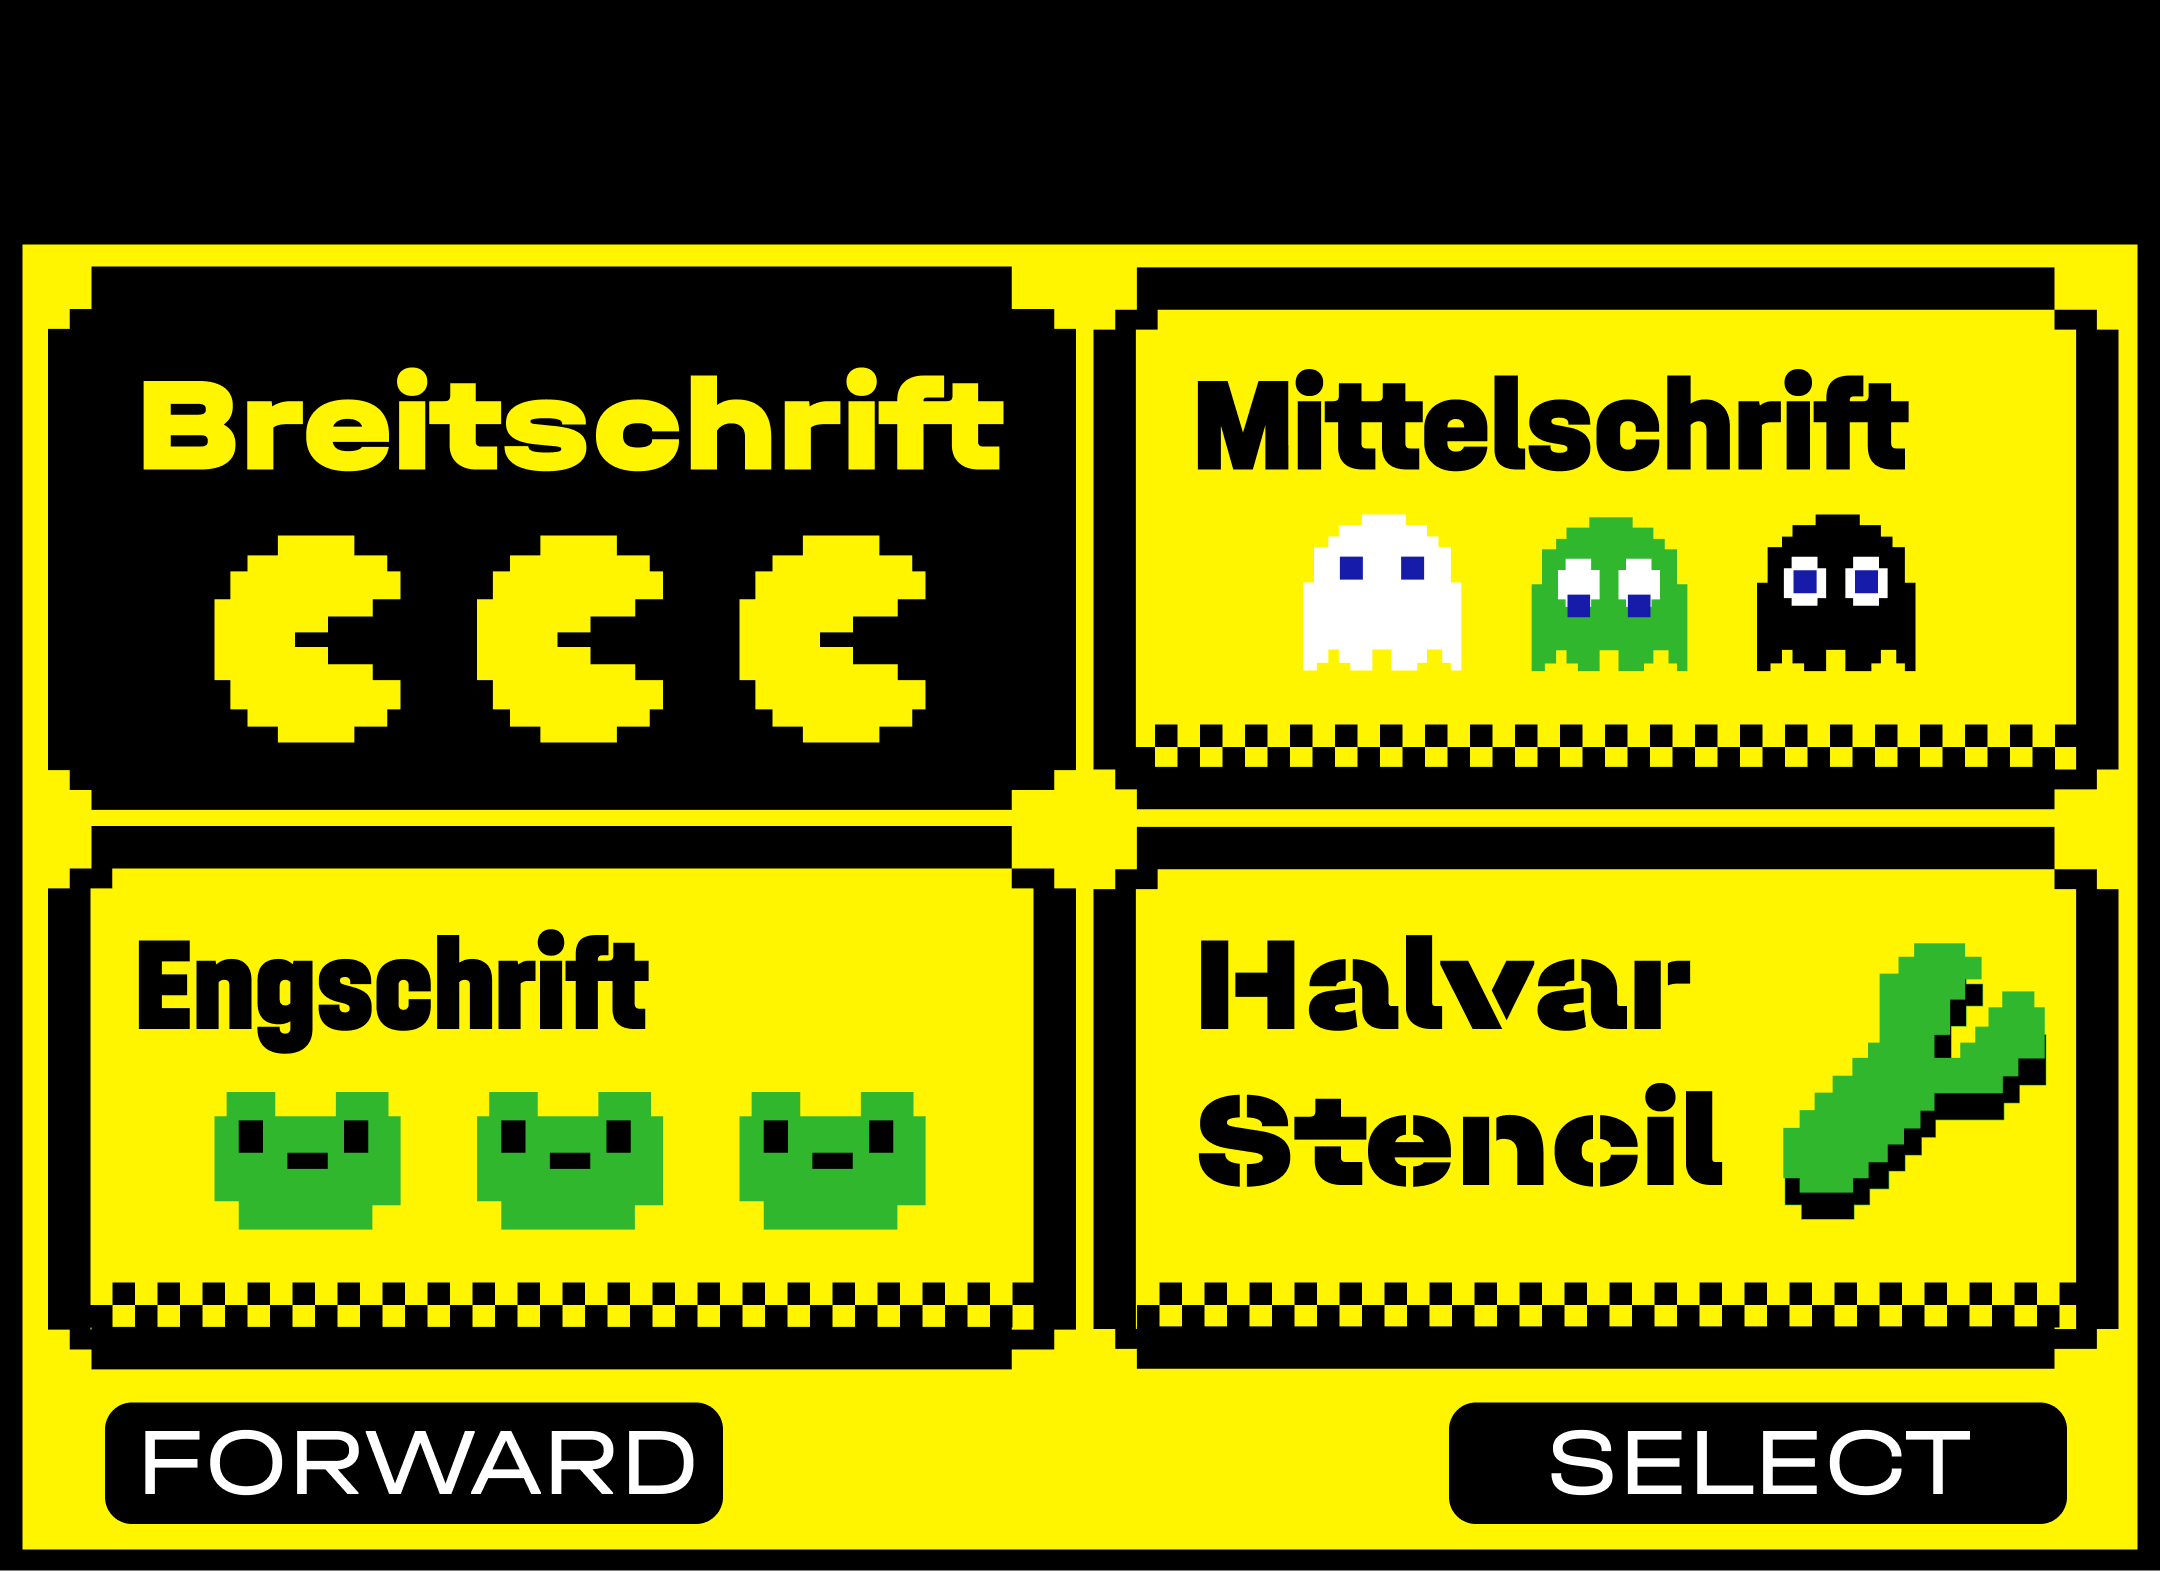 Breitschrift
Mittelschrift
Engschrift
Halvar
Stencil
FORWARD
SELECT